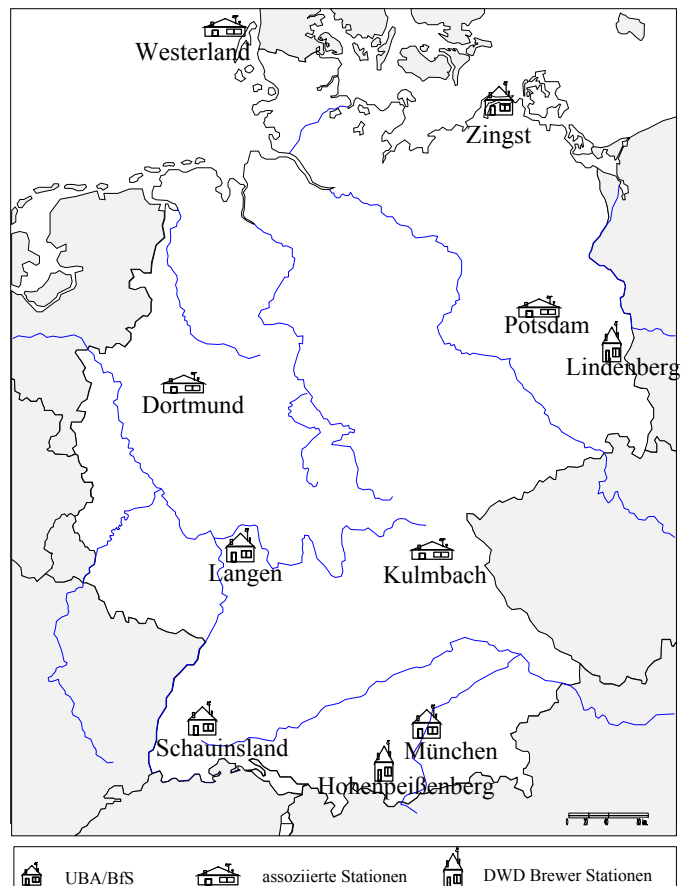 Westerland
Zingst
Potsdam
Lindenberg
Dortmund
Langen
Kulmbach
Schauinsland
München
Hohenpeißenberg
UBA/BfS
assoziierte Stationen
DWD Brewer Stationen